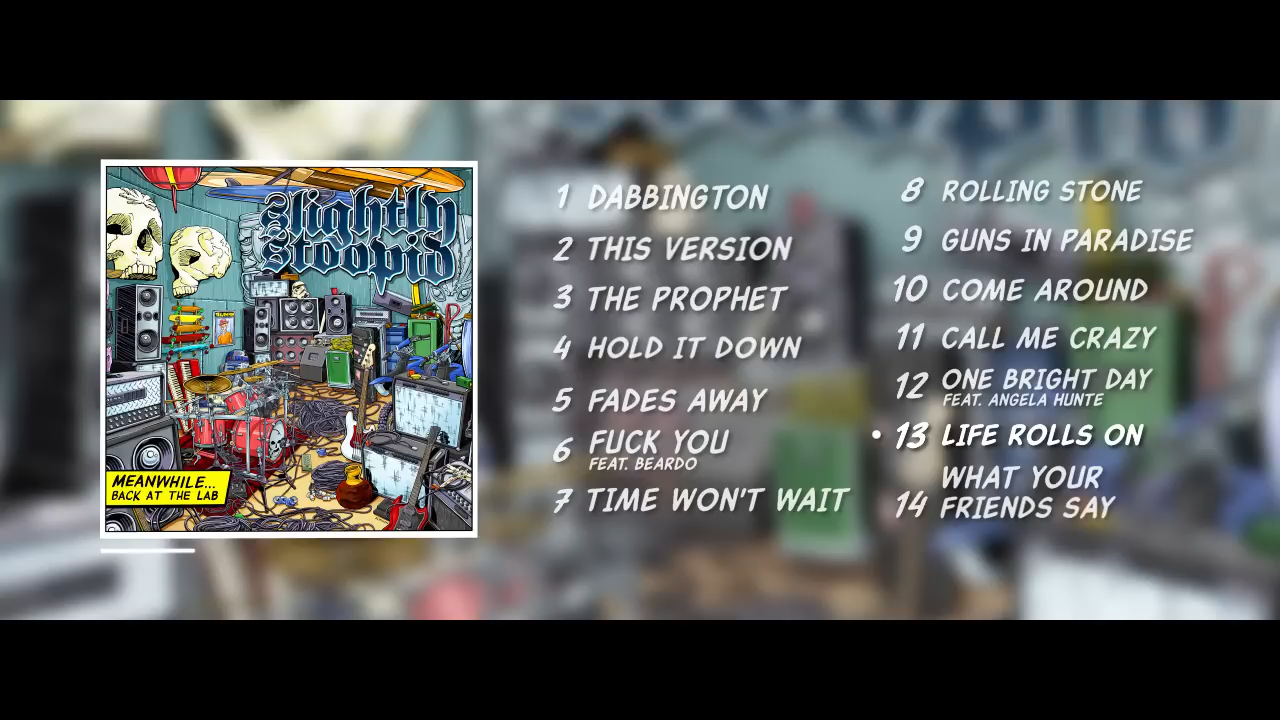 slightly
stoopid
MEANWHILE...
BACK AT THE LAB
1 DABBINGTON
2 THIS VERSION
3 THE PROPHET
4 HOLD IT DOWN
5 FADES AWAY
6 FUCK YOU
FEAT. BEARDO
7 TIME WON'T WAIT
8 ROLLING STONE
9 GUNS IN PARADISE
10 COME AROUND
11 CALL ME CRAZY
12 ONE BRIGHT DAY
FEAT. ANGELA HUNTE
• 13 LIFE ROLLS ON
WHAT YOUR
14 FRIENDS SAY